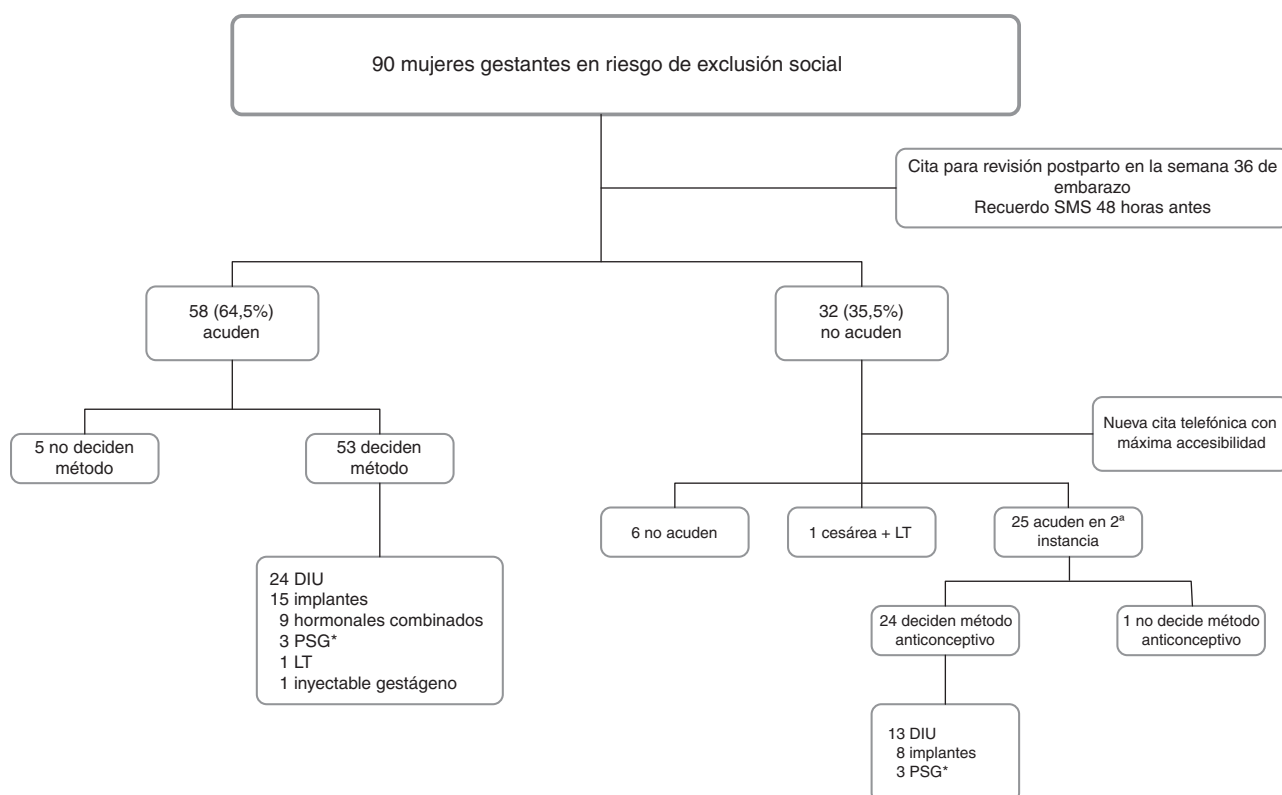 90 mujeres gestantes en riesgo de exclusión social
Cita para revisión postparto en la semana 36 de
embarazo
Recuerdo SMS 48 horas antes
58 (64,5%)
acuden
32 (35,5%)
no acuden
5 no deciden
método
53 deciden
método
Nueva cita telefónica con
máxima accesibilidad
6 no acuden
1 cesárea + LT
25 acuden en 2ª
instancia
24 DIU
15 implantes
9 hormonales combinados
3 PSG*
1 LT
1 inyectable gestágeno
24 deciden método
anticonceptivo
1 no decide método
anticonceptivo
13 DIU
8 implantes
3 PSG*